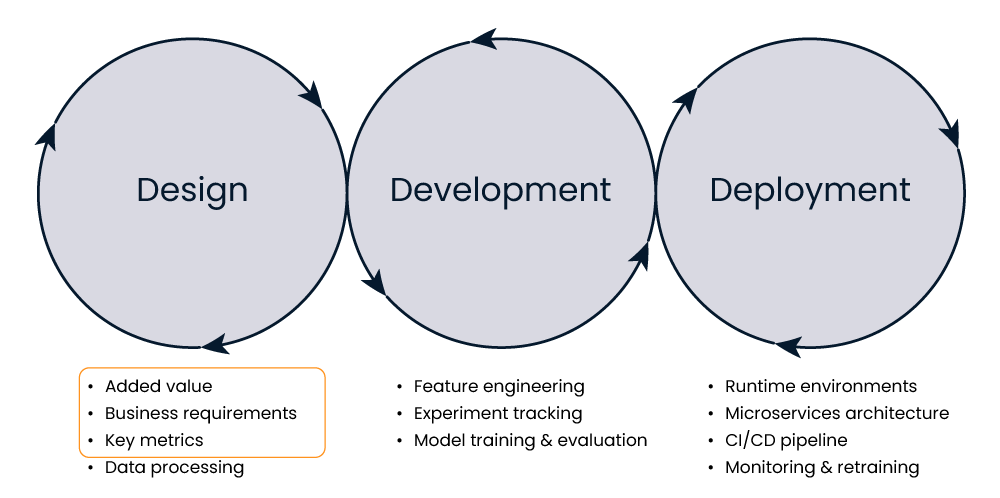 Design
Development
Deployment
• Added value
• Business requirements
• Key metrics
• Data processing
• Feature engineering
• Experiment tracking
• Model training & evaluation
• Runtime environments
• Microservices architecture
• CI/CD pipeline
• Monitoring & retraining